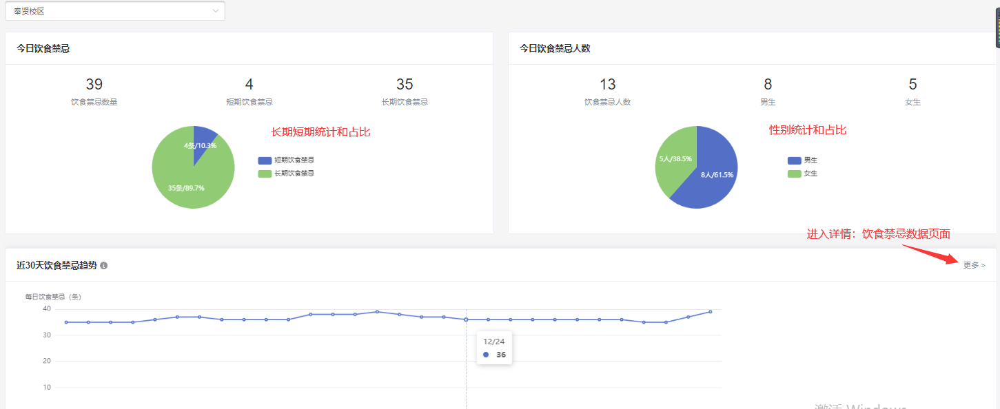 奉贤校区
今日饮食禁忌
39
4
35
饮食禁忌数量
短期饮食禁忌
长期饮食禁忌
长期短期统计和占比
4条/10.3%
35条/89.7%
短期饮食禁忌
长期饮食禁忌
今日饮食禁忌人数
13
8
5
饮食禁忌人数
男生
女生
性别统计和占比
5人/38.5%
8人/61.5%
男生
女生
进入详情：饮食禁忌数据页面
近30天饮食禁忌趋势
更多 >
每日饮食禁忌（条）
40
30
20
10
12/24
36
激活 Windows